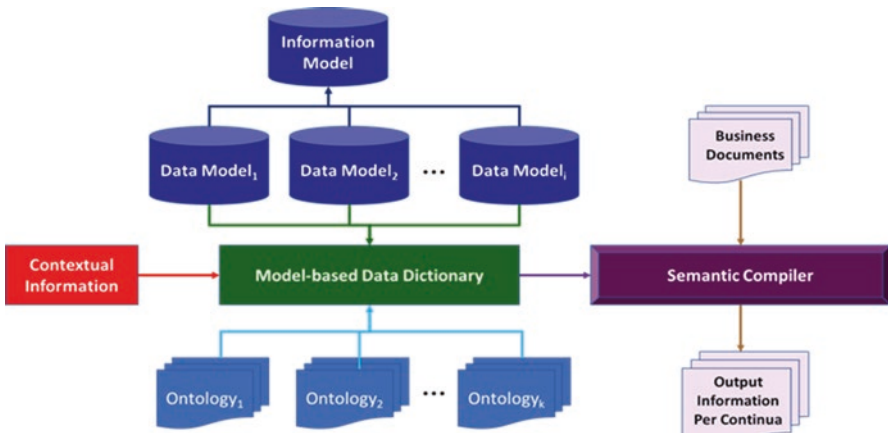 Information
Model
Data Model₁
Data Model₂
...
Data Modelᵢ
Business
Documents
Contextual
Information
Model-based Data Dictionary
Semantic Compiler
Ontology₁
Ontology₂
...
Ontologyₖ
Output
Information
Per Continua